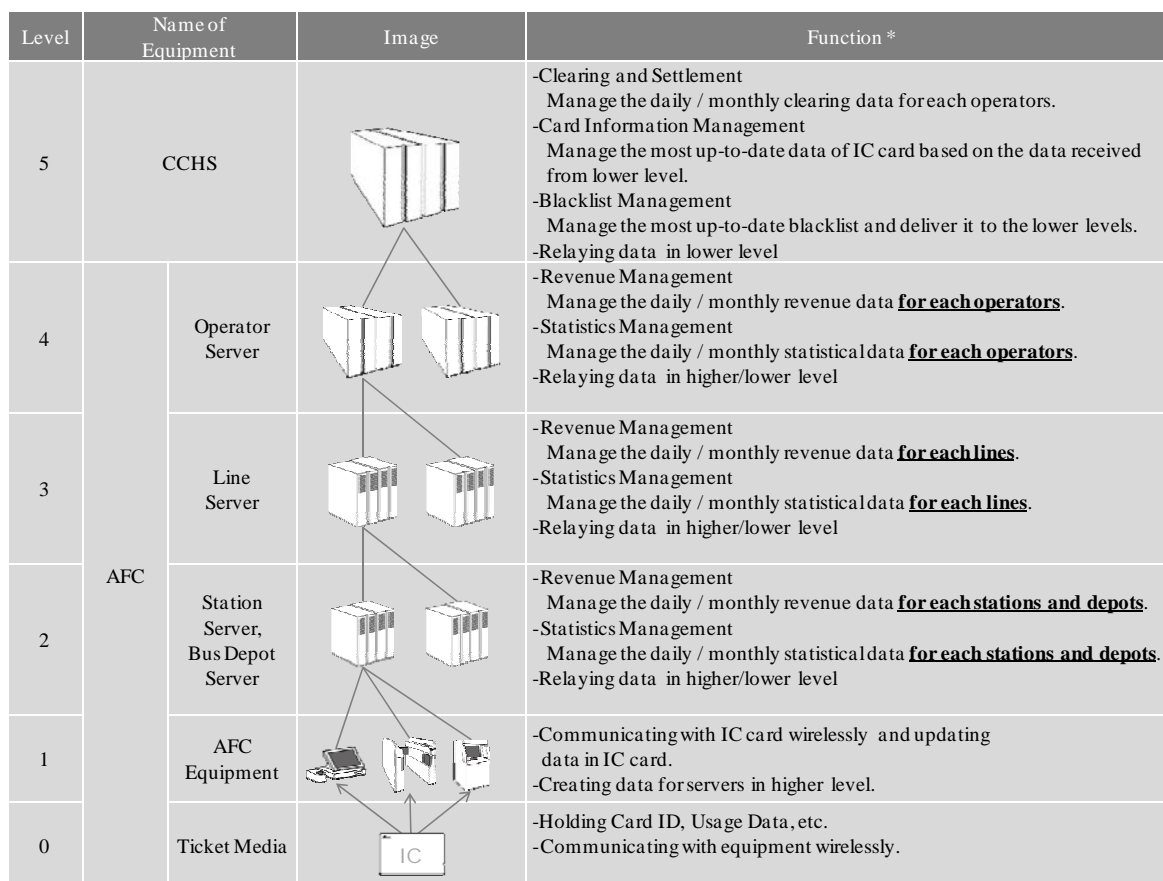 Level
Name of
Equipment
Image
Function *
5
CCHS
-Clearing and Settlement
Manage the daily / monthly clearing data for each operators.
-Card Information Management
Manage the most up-to-date data of IC card based on the data received
from lower level.
-Blacklist Management
Manage the most up-to-date blacklist and deliver it to the lower levels.
-Relaying data in lower level
4
AFC
Operator
Server
-Revenue Management
Manage the daily / monthly revenue data for each operators.
-Statistics Management
Manage the daily / monthly statistical data for each operators.
-Relaying data in higher/lower level
3
Line
Server
-Revenue Management
Manage the daily / monthly revenue data for each lines.
-Statistics Management
Manage the daily / monthly statistical data for each lines.
-Relaying data in higher/lower level
2
Station
Server,
Bus Depot
Server
-Revenue Management
Manage the daily / monthly revenue data for each stations and depots.
-Statistics Management
Manage the daily / monthly statistical data for each stations and depots.
-Relaying data in higher/lower level
1
AFC
Equipment
-Communicating with IC card wirelessly and updating
data in IC card.
-Creating data for servers in higher level.
0
Ticket Media
IC
-Holding Card ID, Usage Data, etc.
-Communicating with equipment wirelessly.